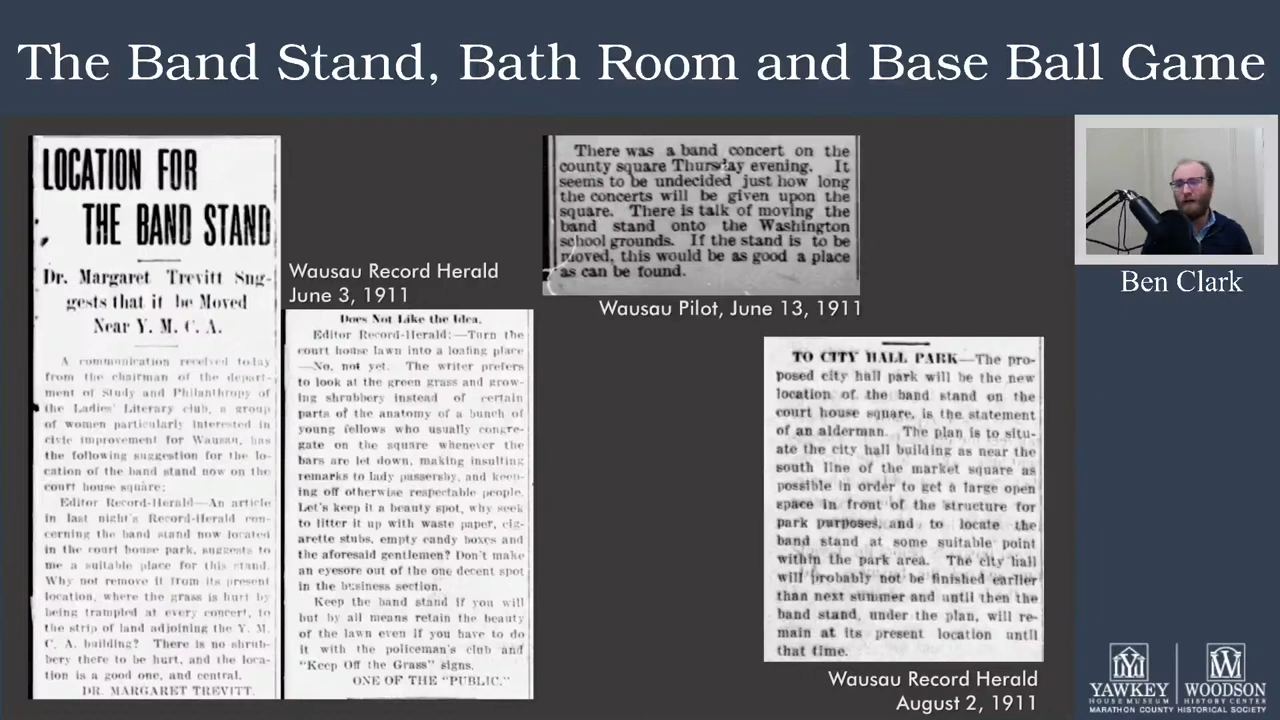 The Band Stand, Bath Room and Base Ball Game
LOCATION FOR
THE BAND STAND
Dr. Margaret Trevitt Sug-
gests that it be Moved
Near Y. M. C. A.
A communication received today
from the chairman of the depart-
ment of Study and Philanthropy of
the Ladies' Literary club, a group
of women particularly interested in
civic improvement for Wausau, has
the following suggestion for the lo-
cation of the band stand now on the
court house square:
Editor Record-Herald—An article
in last night's Record-Herald con-
cerning the band stand now located
in the court house park, suggests to
me a suitable place for this stand.
Why not remove it from its present
location, where the grass is hurt by
being trampled at every concert, to
the strip of land adjoining the Y. M.
C. A. building? There is no shrub-
bery there to be hurt, and the loca-
tion is a good one, and central.
DR. MARGARET TREVITT.
Wausau Record Herald
June 3, 1911
Does Not Like the Idea.
Editor Record-Herald:—Turn the
court house lawn into a loafing place
—No, not yet. The writer prefers
to look at the green grass and grow-
ing shrubbery instead of certain
parts of the anatomy of a bunch of
young fellows who usually congre-
gate on the square whenever the
bars are let down, making insulting
remarks to lady passersby, and keep-
ing off otherwise respectable people.
Let's keep it a beauty spot, why seek
to litter it up with waste paper, cig-
arette stubs, empty candy boxes and
the aforesaid gentlemen? Don't make
an eyesore out of the one decent spot
in the business section.
Keep the band stand if you will
but by all means retain the beauty
of the lawn even if you have to do
it with the policeman's club and
"Keep Off the Grass" signs.
ONE OF THE "PUBLIC."
There was a band concert on the
county square Thursday evening. It
seems to be undecided just how long
the concerts will be given upon the
square. There is talk of moving the
band stand onto the Washington
school grounds. If the stand is to be
moved, this would be as good a place
as can be found.
Wausau Pilot, June 13, 1911
TO CITY HALL PARK—The pro-
posed city hall park will be the new
location of the band stand on the
court house square, is the statement
of an alderman. The plan is to situ-
ate the city hall building as near the
south line of the market square as
possible in order to get a large open
space in front of the structure for
park purposes, and to locate the
band stand at some suitable point
within the park area. The city hall
will probably not be finished earlier
than next summer and until then the
band stand, under the plan, will re-
main at its present location until
that time.
Wausau Record Herald
August 2, 1911
Ben Clark
YAWKEY
HOUSE MUSEUM
WOODSON
HISTORY CENTER
MARATHON COUNTY HISTORICAL SOCIETY